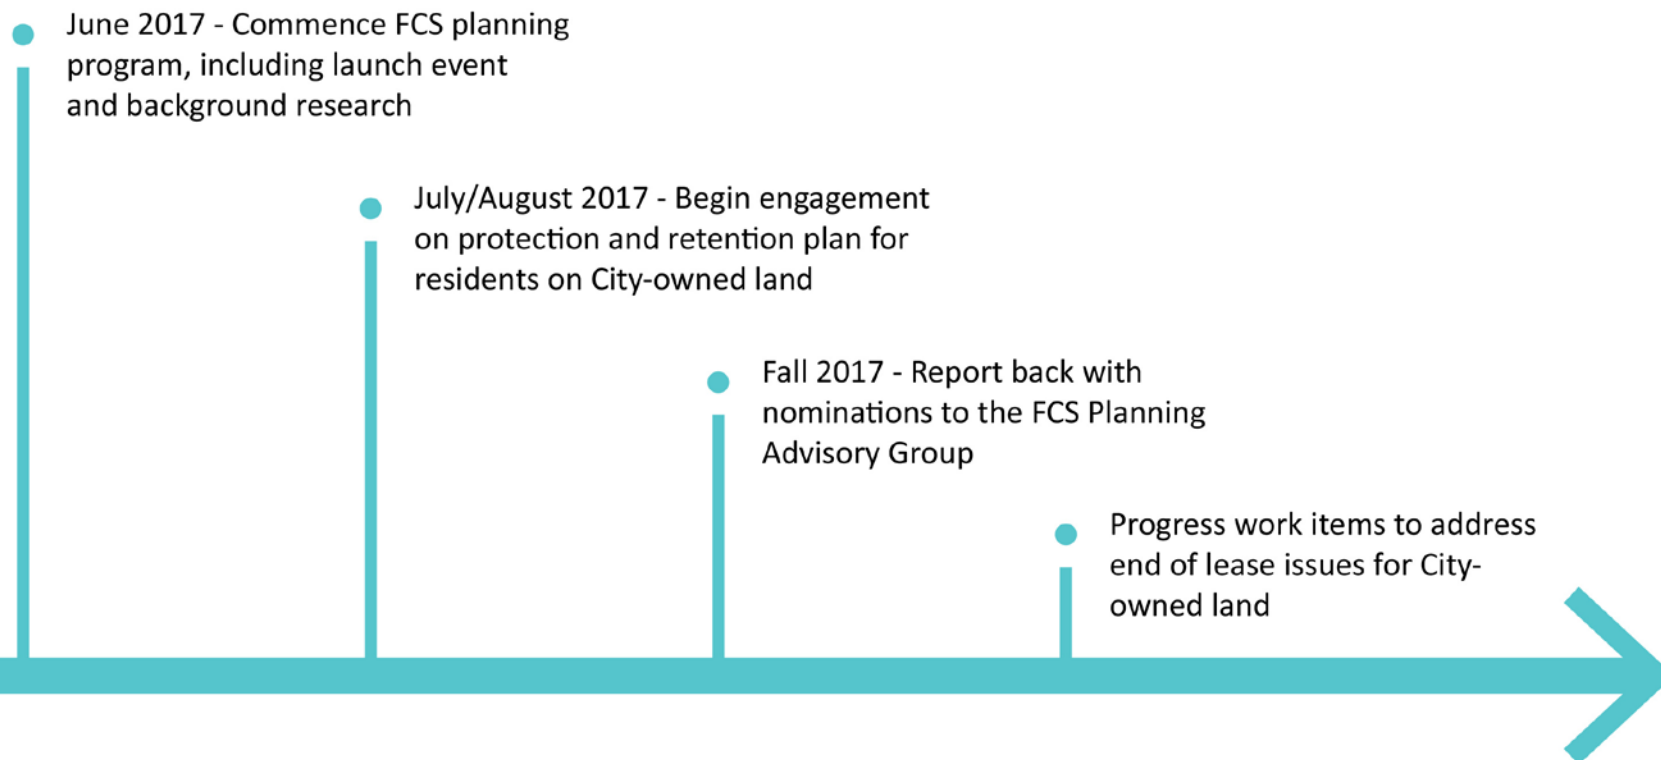 June 2017 - Commence FCS planning
program, including launch event
and background research
July/August 2017 - Begin engagement
on protection and retention plan for
residents on City-owned land
Fall 2017 - Report back with
nominations to the FCS Planning
Advisory Group
Progress work items to address
end of lease issues for City-
owned land